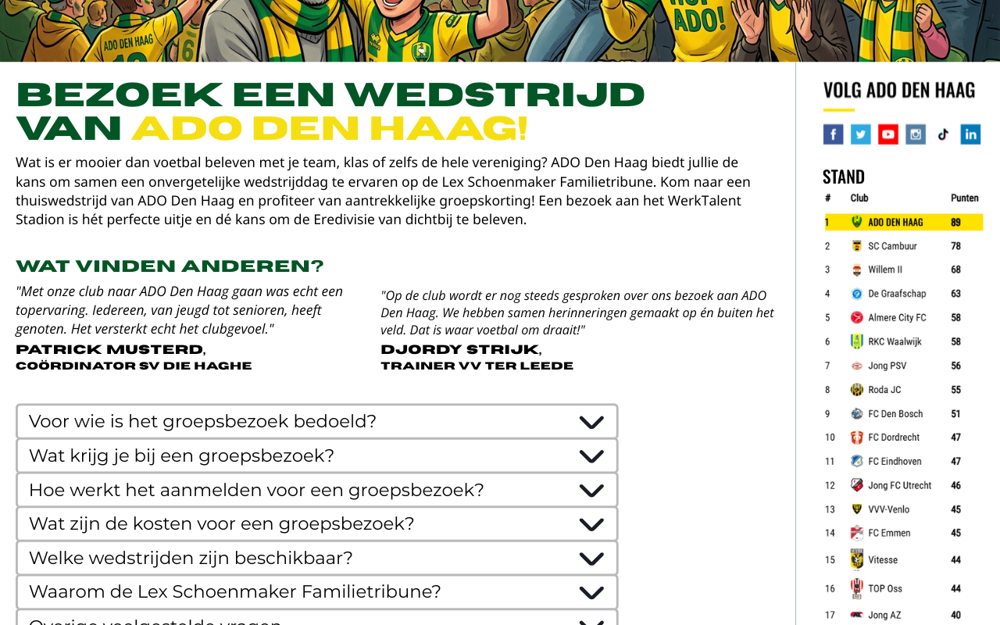 ADO DEN HAAG
ADO!
BEZOEK EEN WEDSTRIJD
VAN ADO DEN HAAG!
Wat is er mooier dan voetbal beleven met je team, klas of zelfs de hele vereniging? ADO Den Haag biedt jullie de
kans om samen een onvergetelijke wedstrijddag te ervaren op de Lex Schoenmaker Familietribune. Kom naar een
thuiswedstrijd van ADO Den Haag en profiteer van aantrekkelijke groepskorting! Een bezoek aan het WerkTalent
Stadion is hét perfecte uitje en dé kans om de Eredivisie van dichtbij te beleven.
WAT VINDEN ANDEREN?
"Met onze club naar ADO Den Haag gaan was echt een
topervaring. Iedereen, van jeugd tot senioren, heeft
genoten. Het versterkt echt het clubgevoel."
PATRICK MUSTERD,
COÖRDINATOR SV DIE HAGHE
"Op de club wordt er nog steeds gesproken over ons bezoek aan ADO
Den Haag. We hebben samen herinneringen gemaakt op én buiten het
veld. Dat is waar voetbal om draait!"
DJORDY STRIJK,
TRAINER VV TER LEEDE
Voor wie is het groepsbezoek bedoeld?
Wat krijg je bij een groepsbezoek?
Hoe werkt het aanmelden voor een groepsbezoek?
Wat zijn de kosten voor een groepsbezoek?
Welke wedstrijden zijn beschikbaar?
Waarom de Lex Schoenmaker Familietribune?
Overige veelgestelde vragen
VOLG ADO DEN HAAG
STAND
# Club Punten
1 ADO DEN HAAG 89
2 SC Cambuur 78
3 Willem II 68
4 De Graafschap 63
5 Almere City FC 58
6 RKC Waalwijk 58
7 Jong PSV 56
8 Roda JC 55
9 FC Den Bosch 51
10 FC Dordrecht 47
11 FC Eindhoven 47
12 Jong FC Utrecht 46
13 VVV-Venlo 45
14 FC Emmen 45
15 Vitesse 44
16 TOP Oss 44
17 Jong AZ 40